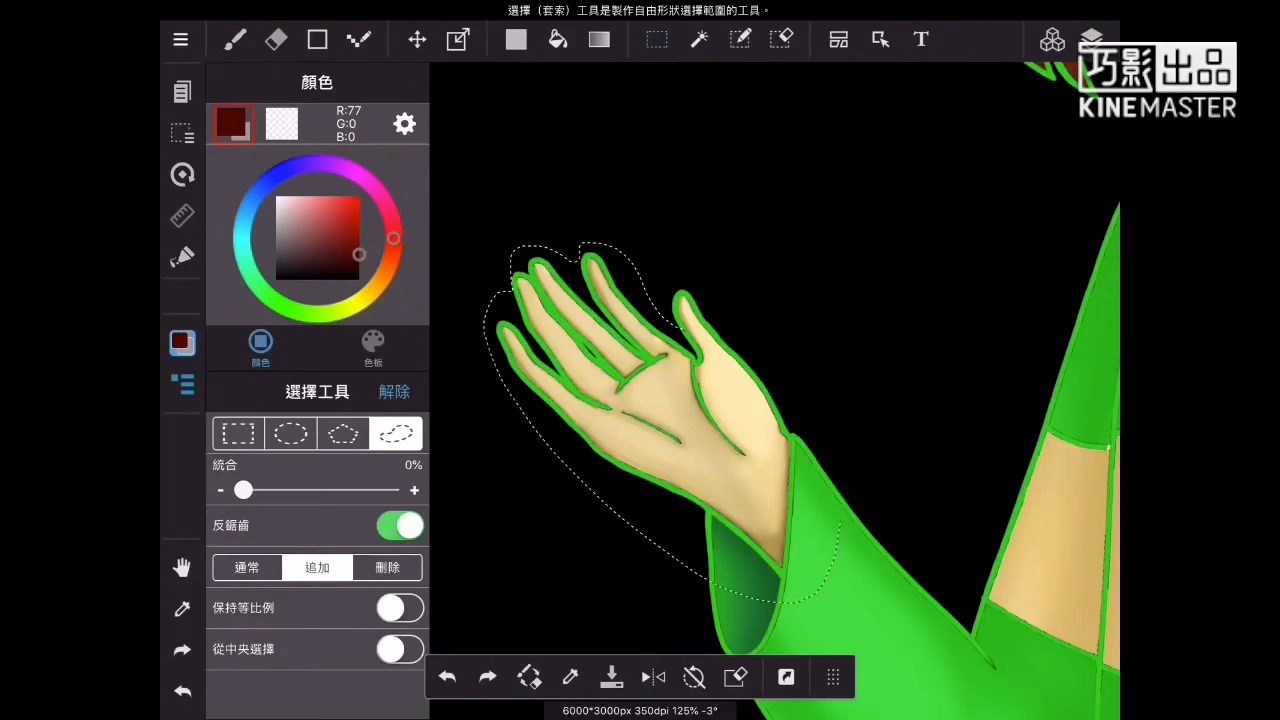 選擇（套索）工具是製作自由形狀選擇範圍的工具。
T
巧影出品
KINEMASTER
顏色
R:77
G:0
B:0
顏色
色板
選擇工具
解除
統合
0%
-
+
反鋸齒
通常
追加
刪除
保持等比例
從中央選擇
6000*3000px 350dpi 125% -3°